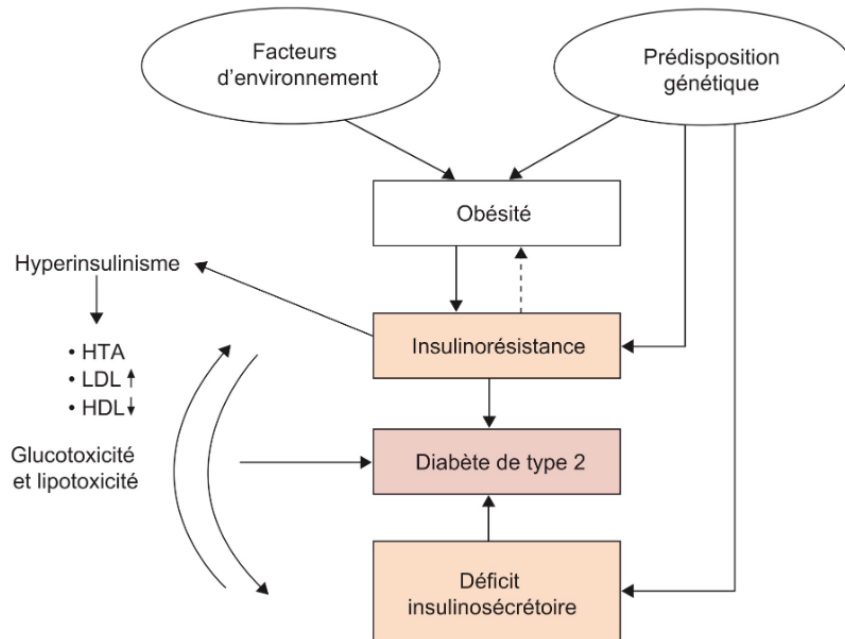 Facteurs
d’environnement
Prédisposition
génétique
Obésité
Hyperinsulinisme
Insulinorésistance
• HTA
• LDL ↑
• HDL ↓
Glucotoxicité
et lipotoxicité
Diabète de type 2
Déficit
insulinosécrétoire